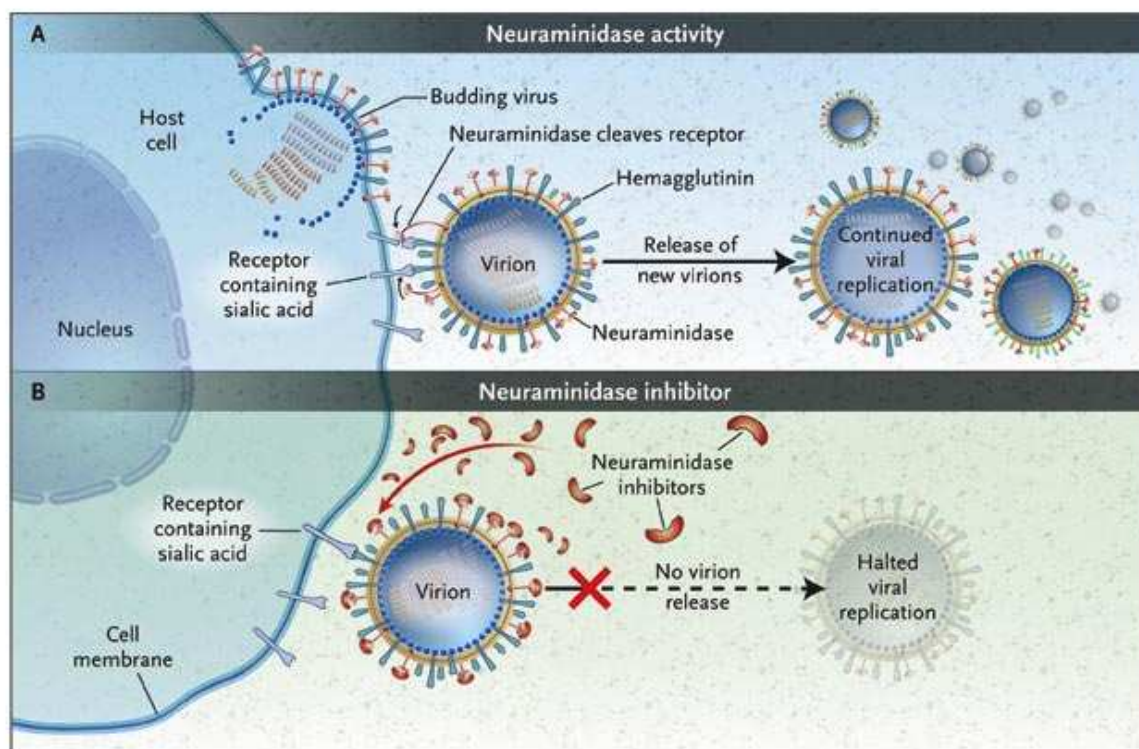 A
Neuraminidase activity
Host
cell
Budding virus
Neuraminidase cleaves receptor
Hemagglutinin
Receptor
containing
sialic acid
Virion
Release of
new virions
Continued
viral
replication
Nucleus
Neuraminidase
B
Neuraminidase inhibitor
Neuraminidase
inhibitors
Receptor
containing
sialic acid
Virion
No virion
release
Halted
viral
replication
Cell
membrane